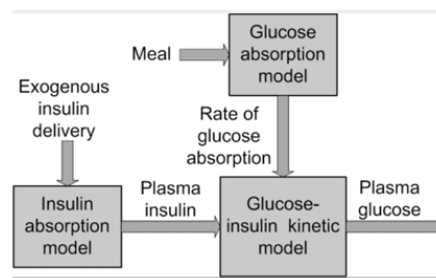 Meal
Glucose
absorption
model
Exogenous
insulin
delivery
Rate of
glucose
absorption
Insulin
absorption
model
Plasma
insulin
Glucose-
insulin kinetic
model
Plasma
glucose